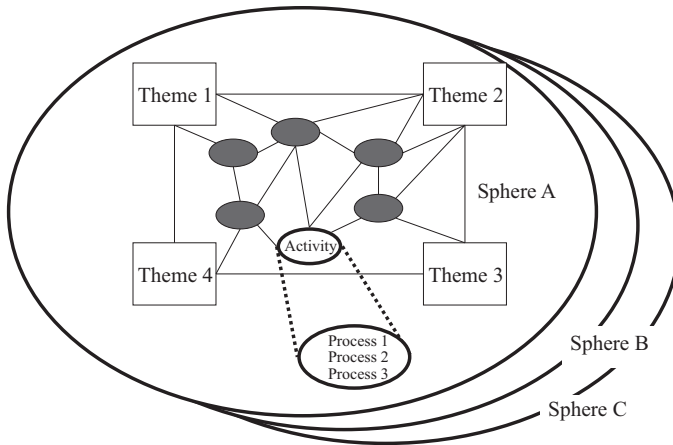 Theme 1
Theme 2
Sphere A
Activity
Theme 4
Theme 3
Process 1
Process 2
Process 3
Sphere B
Sphere C